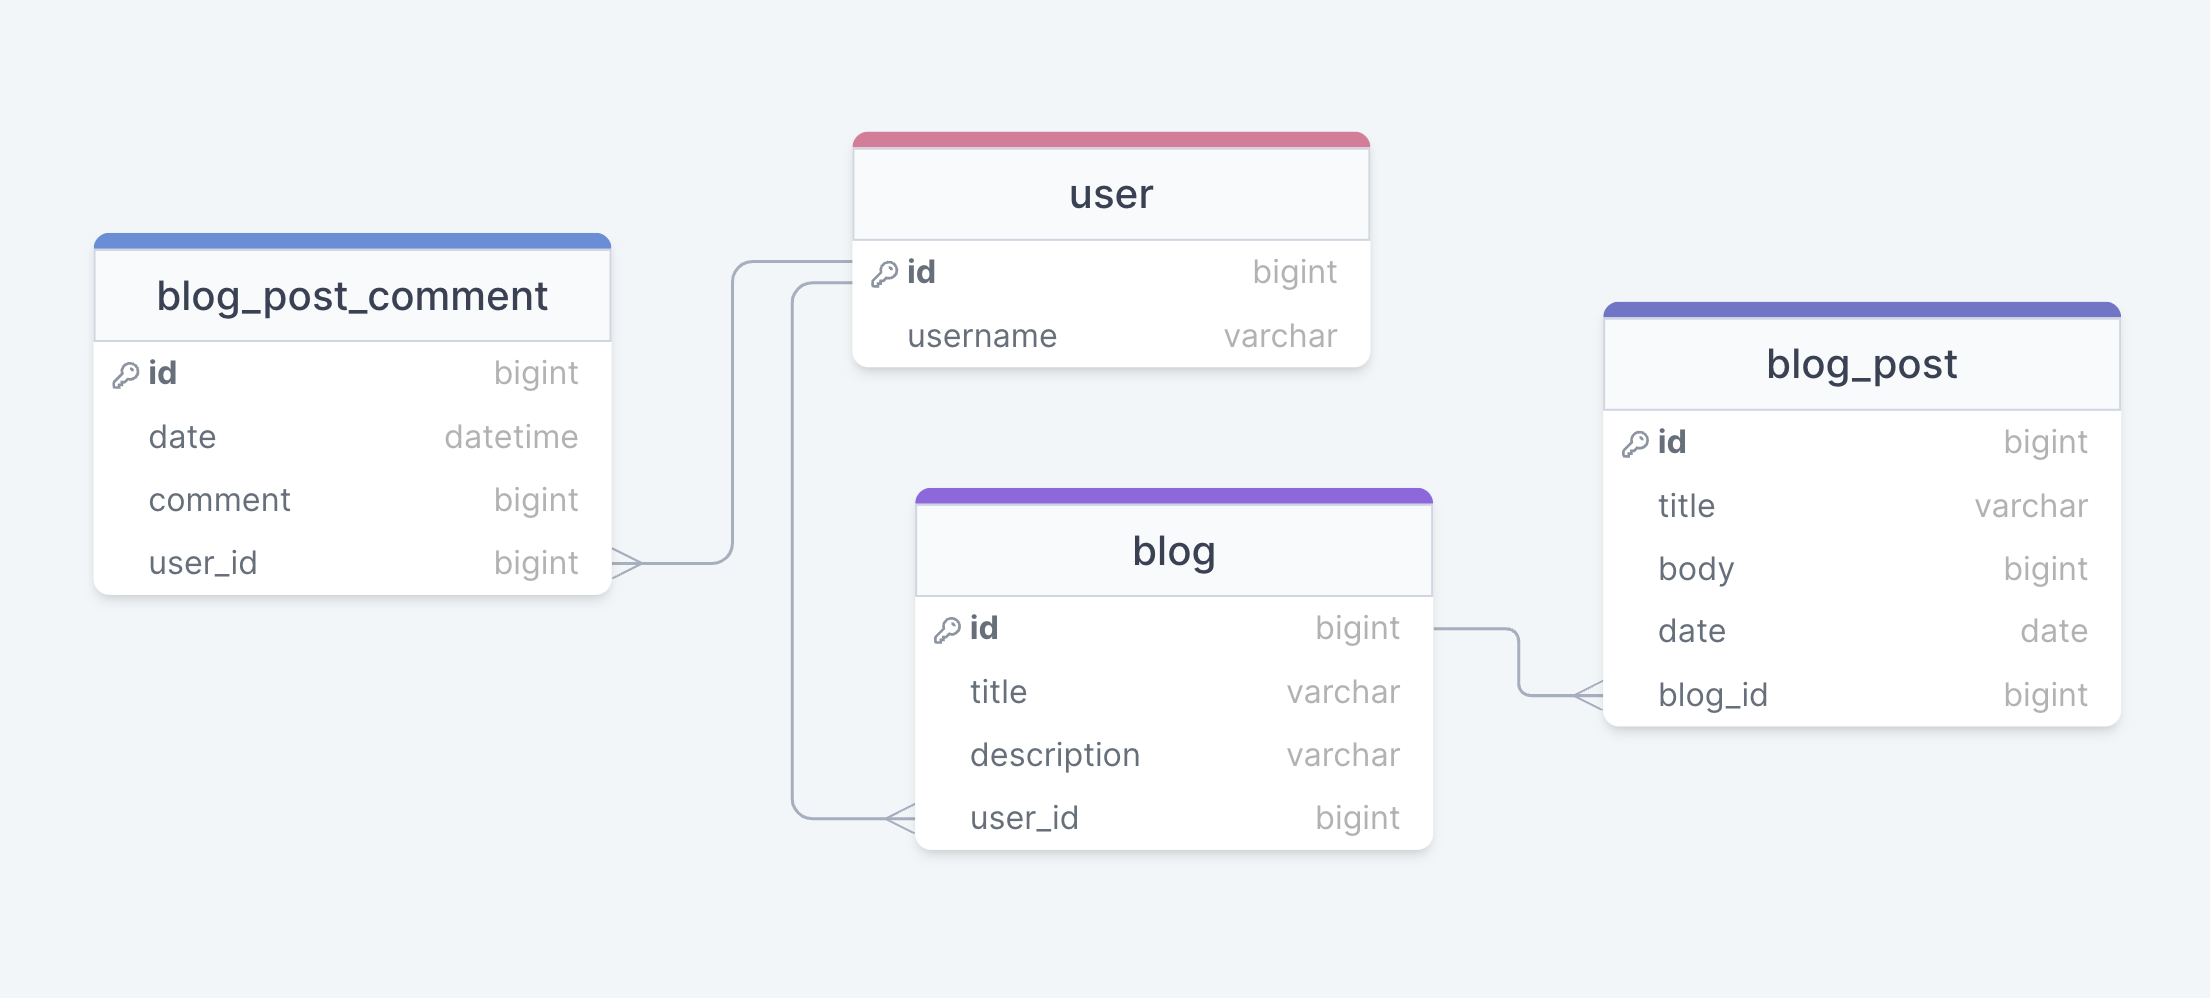 blog_post_comment
id bigint
date datetime
comment bigint
user_id bigint
user
id bigint
username varchar
blog
id bigint
title varchar
description varchar
user_id bigint
blog_post
id bigint
title varchar
body bigint
date date
blog_id bigint